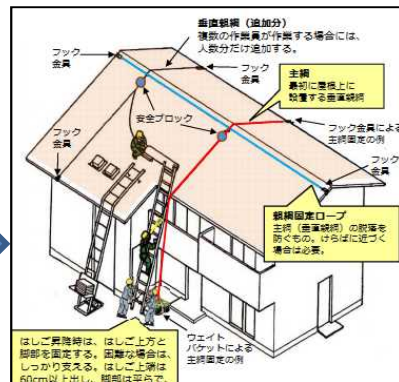 垂直親綱（追加分）
複数の作業員が作業する場合には、
人数分だけ追加する。
フック
金具
フック
金具
主綱
最初に屋根上に
設置する垂直親綱
安全ブロック
フック金具による
主綱固定の例
フック
金具
フック
金具
親綱固定ロープ
主綱（垂直親綱）の脱落を
防ぐもの。けらばに近づく
場合は必要。
ウェイト
バケットによる
主綱固定の例
はしご昇降時は、はしご上方と
脚部を固定する。困難な場合は、
しっかり支える。はしご上端は
60cm以上出し、脚部は平らで、